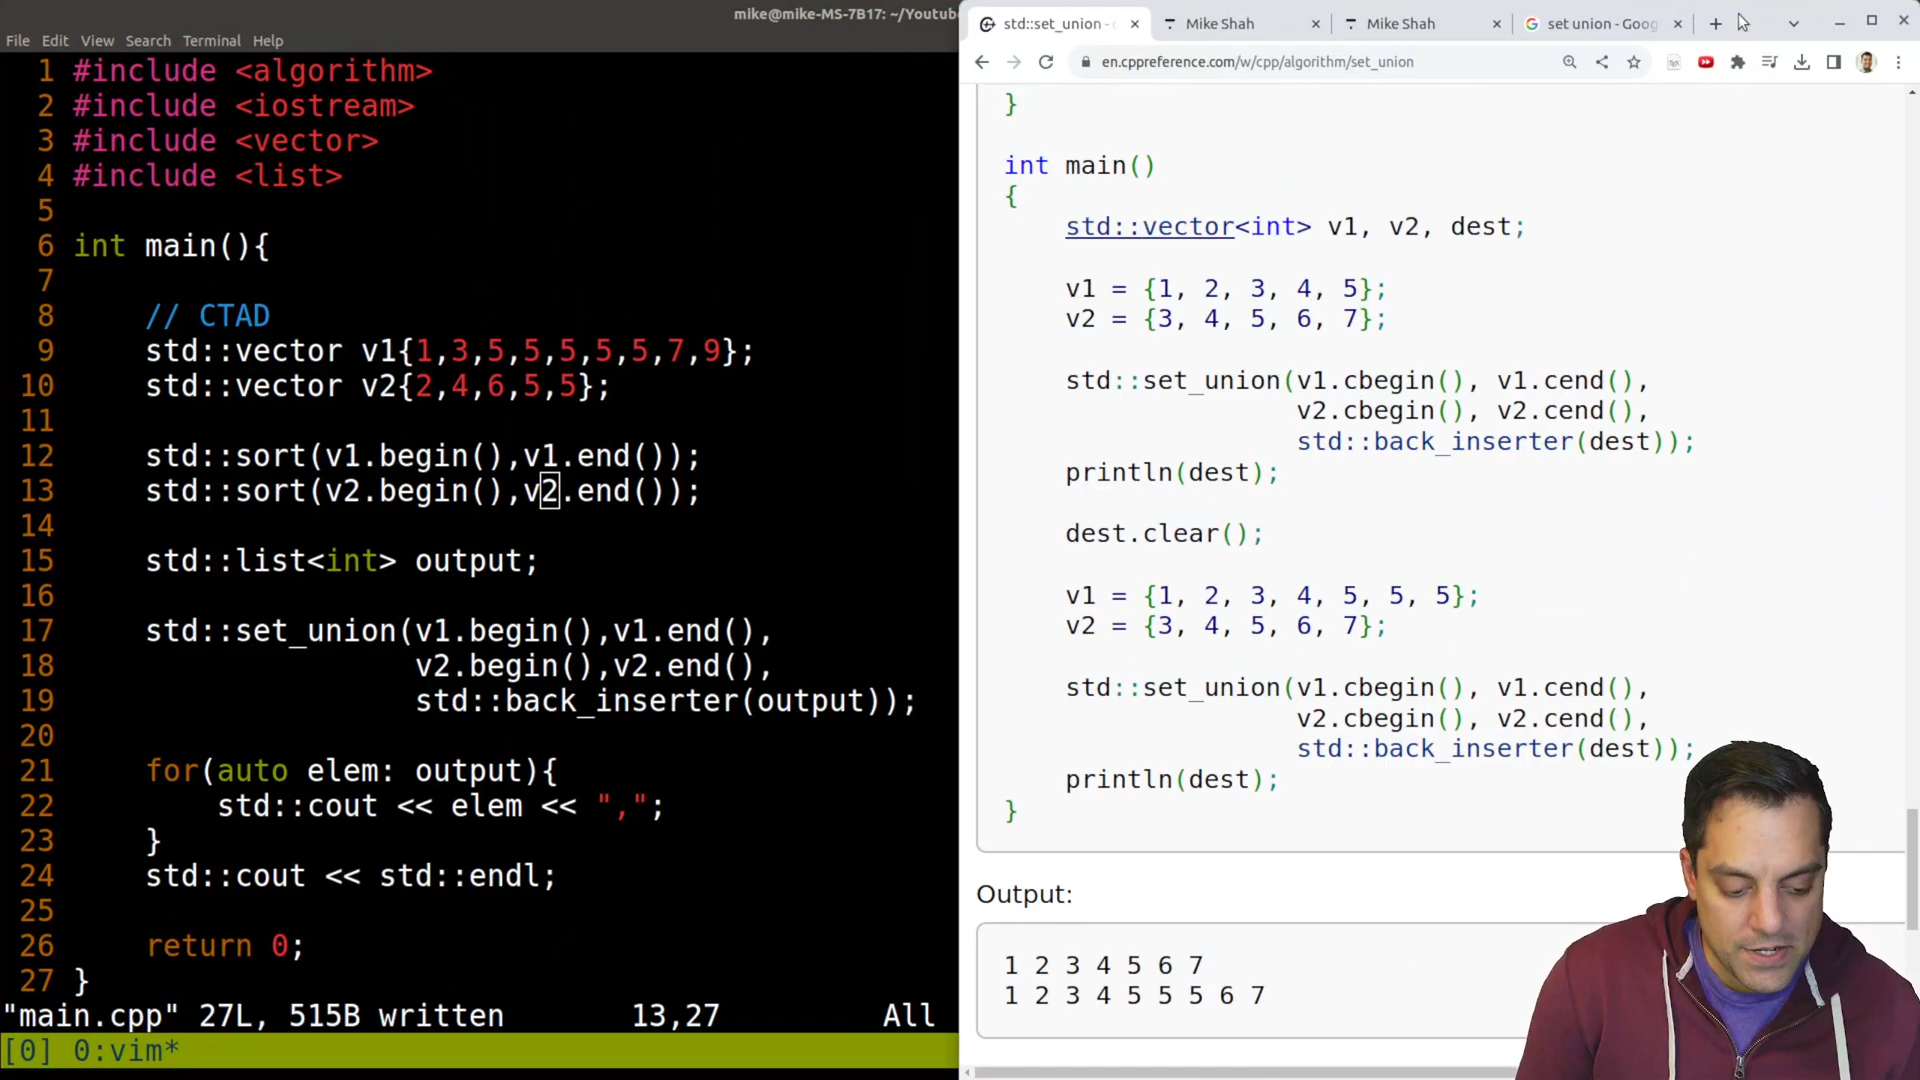 mike@mike-MS-7B17: ~/Youtube
File Edit View Search Terminal Help
1 #include <algorithm>
2 #include <iostream>
3 #include <vector>
4 #include <list>
5
6 int main(){
7
8     // CTAD
9     std::vector v1{1,3,5,5,5,5,5,7,9};
10     std::vector v2{2,4,6,5,5};
11
12     std::sort(v1.begin(),v1.end());
13     std::sort(v2.begin(),v2.end());
14
15     std::list<int> output;
16
17     std::set_union(v1.begin(),v1.end(),
18                    v2.begin(),v2.end(),
19                    std::back_inserter(output));
20
21     for(auto elem: output){
22         std::cout << elem << ",";
23     }
24     std::cout << std::endl;
25
26     return 0;
27 }
"main.cpp" 27L, 515B written 13,27 All
[0] 0:vim*
std::set_union - c
Mike Shah
Mike Shah
set union - Goog
en.cppreference.com/w/cpp/algorithm/set_union
}
int main()
{
    std::vector<int> v1, v2, dest;
    v1 = {1, 2, 3, 4, 5};
    v2 = {3, 4, 5, 6, 7};
    std::set_union(v1.cbegin(), v1.cend(),
                   v2.cbegin(), v2.cend(),
                   std::back_inserter(dest));
    println(dest);
    dest.clear();
    v1 = {1, 2, 3, 4, 5, 5, 5};
    v2 = {3, 4, 5, 6, 7};
    std::set_union(v1.cbegin(), v1.cend(),
                   v2.cbegin(), v2.cend(),
                   std::back_inserter(dest));
    println(dest);
}
Output:
1 2 3 4 5 6 7
1 2 3 4 5 5 5 6 7